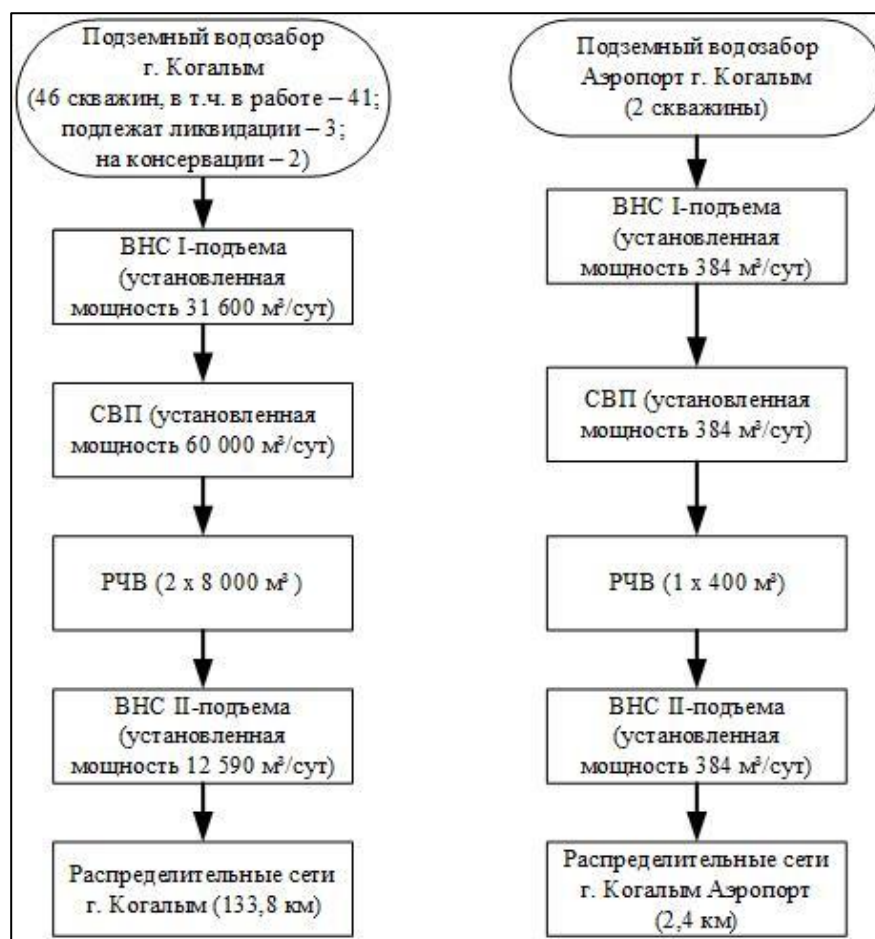 Подземный водозабор
г. Когалым
(46 скважин, в т.ч. в работе – 41;
подлежат ликвидации – 3;
на консервации – 2)
ВНС I-подъема
(установленная
мощность 31 600 м³/сут)
СВП (установленная
мощность 60 000 м³/сут)
РЧВ (2 х 8 000 м³ )
ВНС II-подъема
(установленная
мощность 12 590 м³/сут)
Распределительные сети
г. Когалым (133,8 км)
Подземный водозабор
Аэропорт г. Когалым
(2 скважины)
ВНС I-подъема
(установленная
мощность 384 м³/сут)
СВП (установленная
мощность 384 м³/сут)
РЧВ (1 х 400 м³)
ВНС II-подъема
(установленная
мощность 384 м³/сут)
Распределительные сети
г. Когалым Аэропорт
(2,4 км)